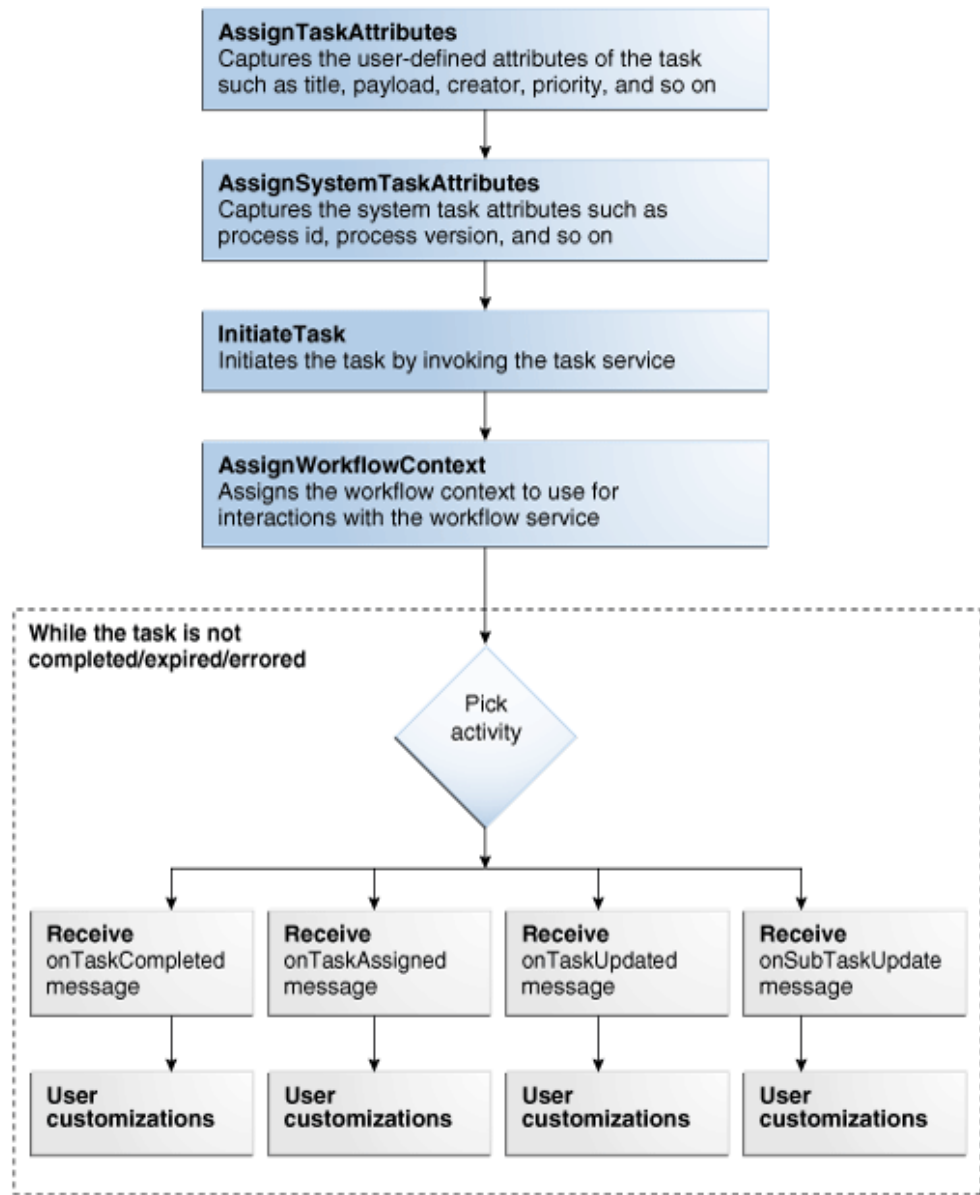 AssignTaskAttributes
Captures the user-defined attributes of the task
such as title, payload, creator, priority, and so on
AssignSystemTaskAttributes
Captures the system task attributes such as
process id, process version, and so on
InitiateTask
Initiates the task by invoking the task service
AssignWorkflowContext
Assigns the workflow context to use for
interactions with the workflow service
While the task is not
completed/expired/errored
Pick
activity
Receive
onTaskCompleted
message
Receive
onTaskAssigned
message
Receive
onTaskUpdated
message
Receive
onSubTaskUpdate
message
User
customizations
User
customizations
User
customizations
User
customizations